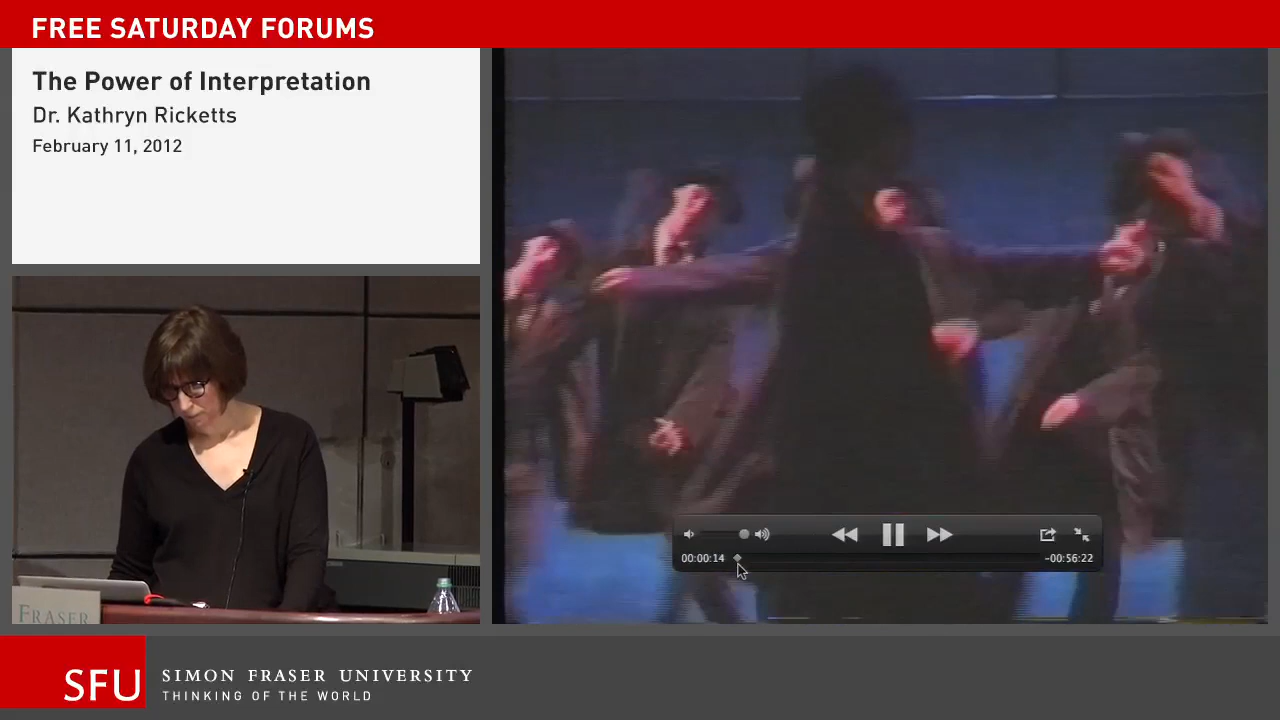 FREE SATURDAY FORUMS
The Power of Interpretation
Dr. Kathryn Ricketts
February 11, 2012
00:00:14
-00:56:22
FRASER
SFU
SIMON FRASER UNIVERSITY
THINKING OF THE WORLD